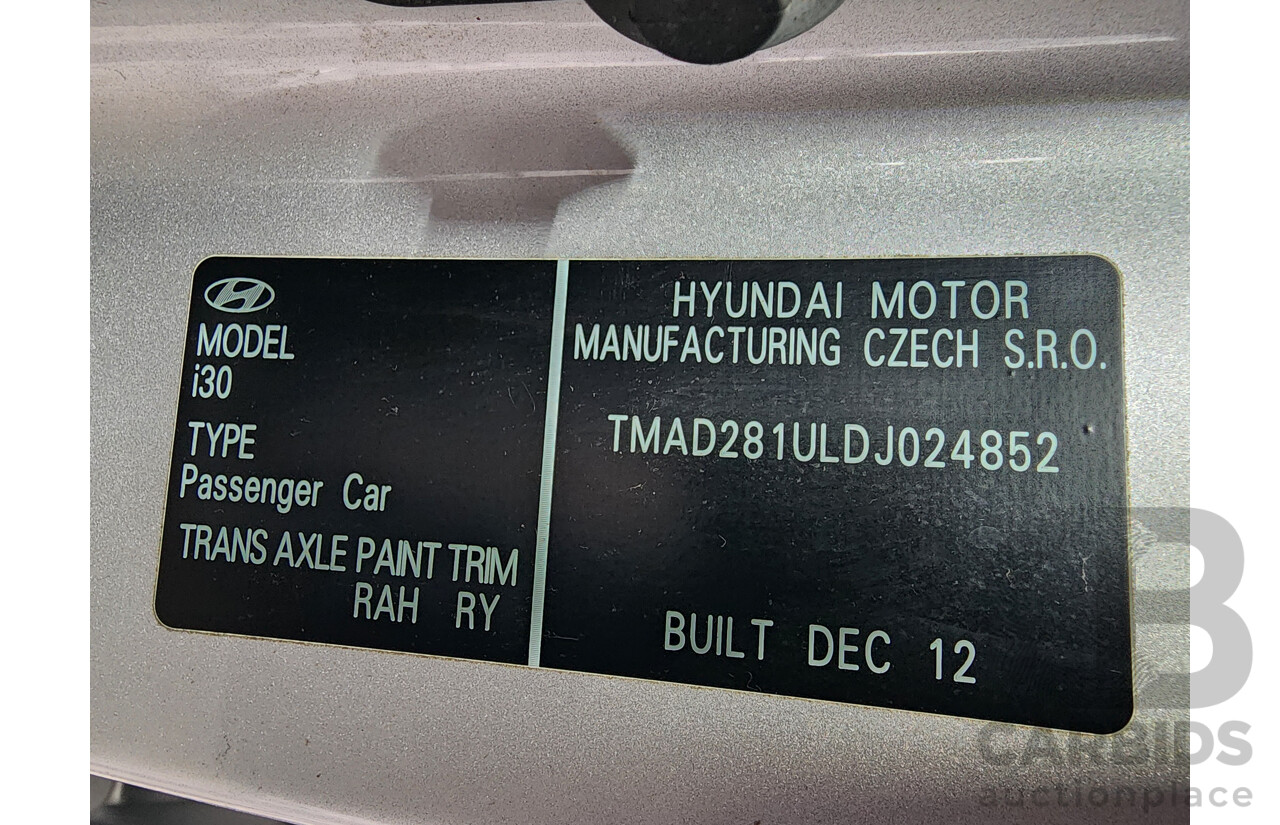 MODEL
i30
TYPE
Passenger Car
TRANS AXLE PAINT TRIM
RAH RY
HYUNDAI MOTOR
MANUFACTURING CZECH S.R.O.
TMAD281ULDJ024852
BUILT DEC 12
B
CARBIDS
auctionplace